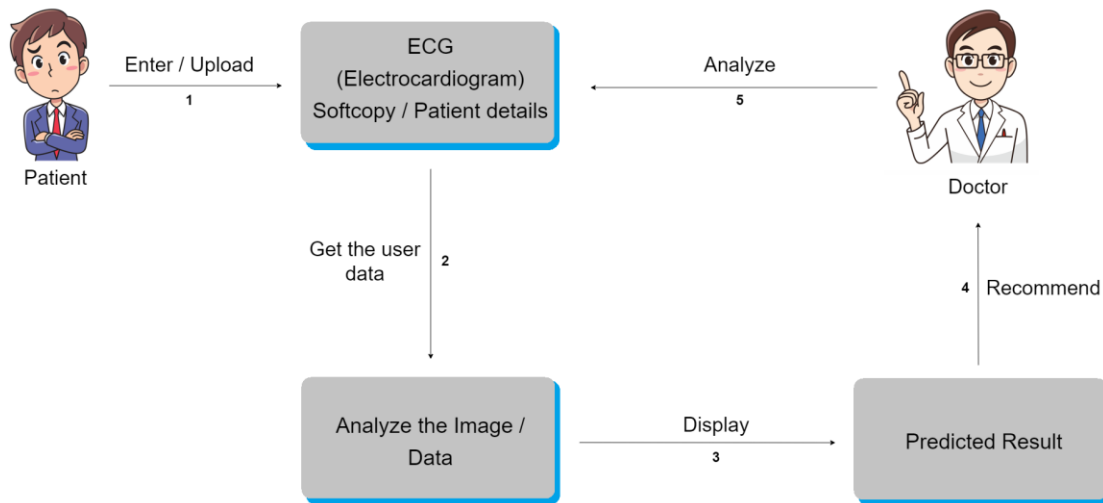 Enter / Upload
1
Patient
ECG
(Electrocardiogram)
Softcopy / Patient details
Analyze
5
Doctor
Get the user
data
2
4
Recommend
Analyze the Image /
Data
Display
3
Predicted Result